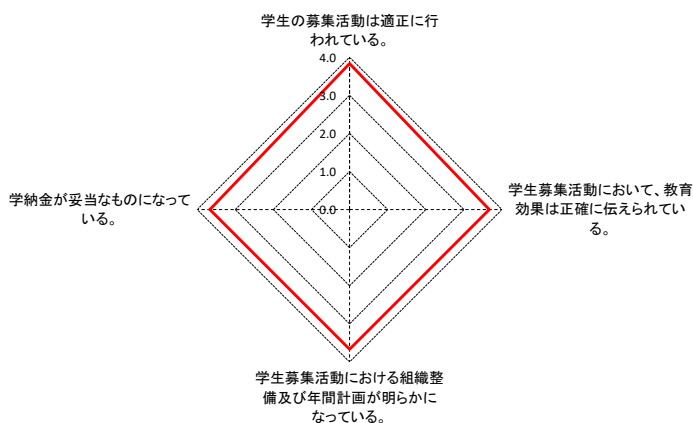 学生の募集活動は適正に行
われている。
4.0
3.0
2.0
1.0
0.0
学納金が妥当なものになって
いる。
学生募集活動において、教育
効果は正確に伝えられてい
る。
学生募集活動における組織整
備及び年間計画が明らかに
なっている。